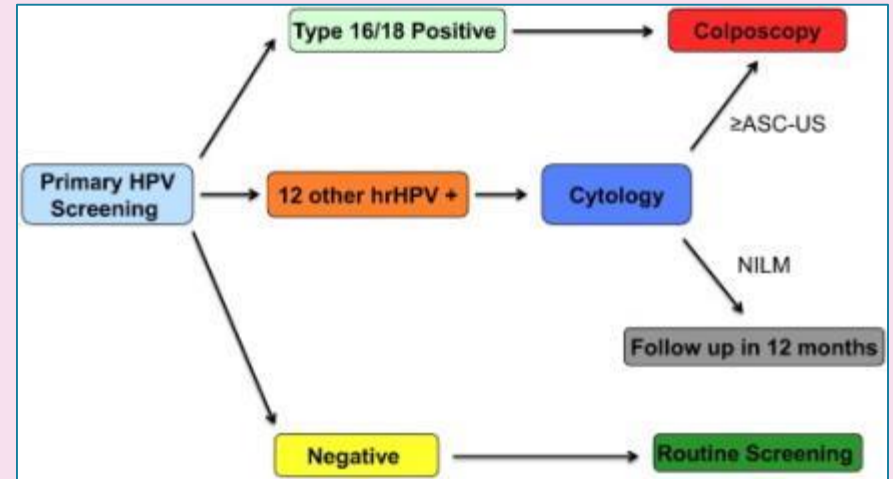 Type 16/18 Positive
Colposcopy
≥ASC-US
Primary HPV
Screening
12 other hrHPV +
Cytology
NILM
Follow up in 12 months
Negative
Routine Screening